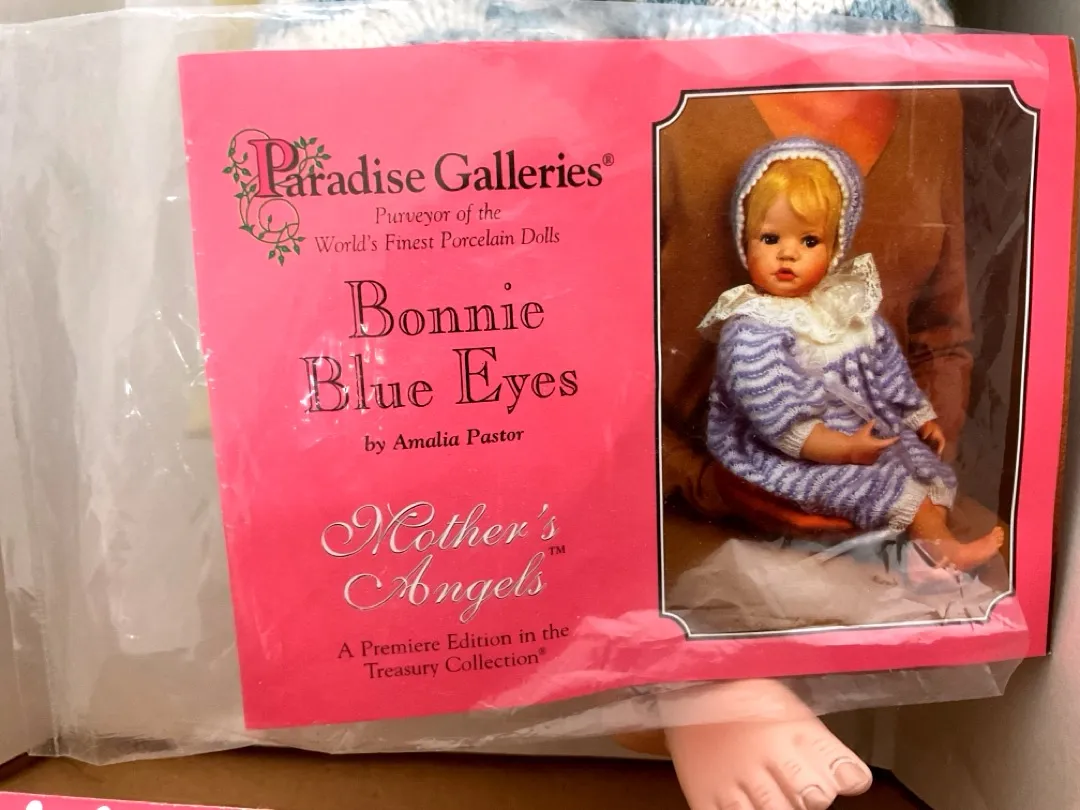 Paradise Galleries®
Purveyor of the
World's Finest Porcelain Dolls
Bonnie
Blue Eyes
by Amalia Pastor
Mother's
Angels™
A Premiere Edition in the
Treasury Collection®